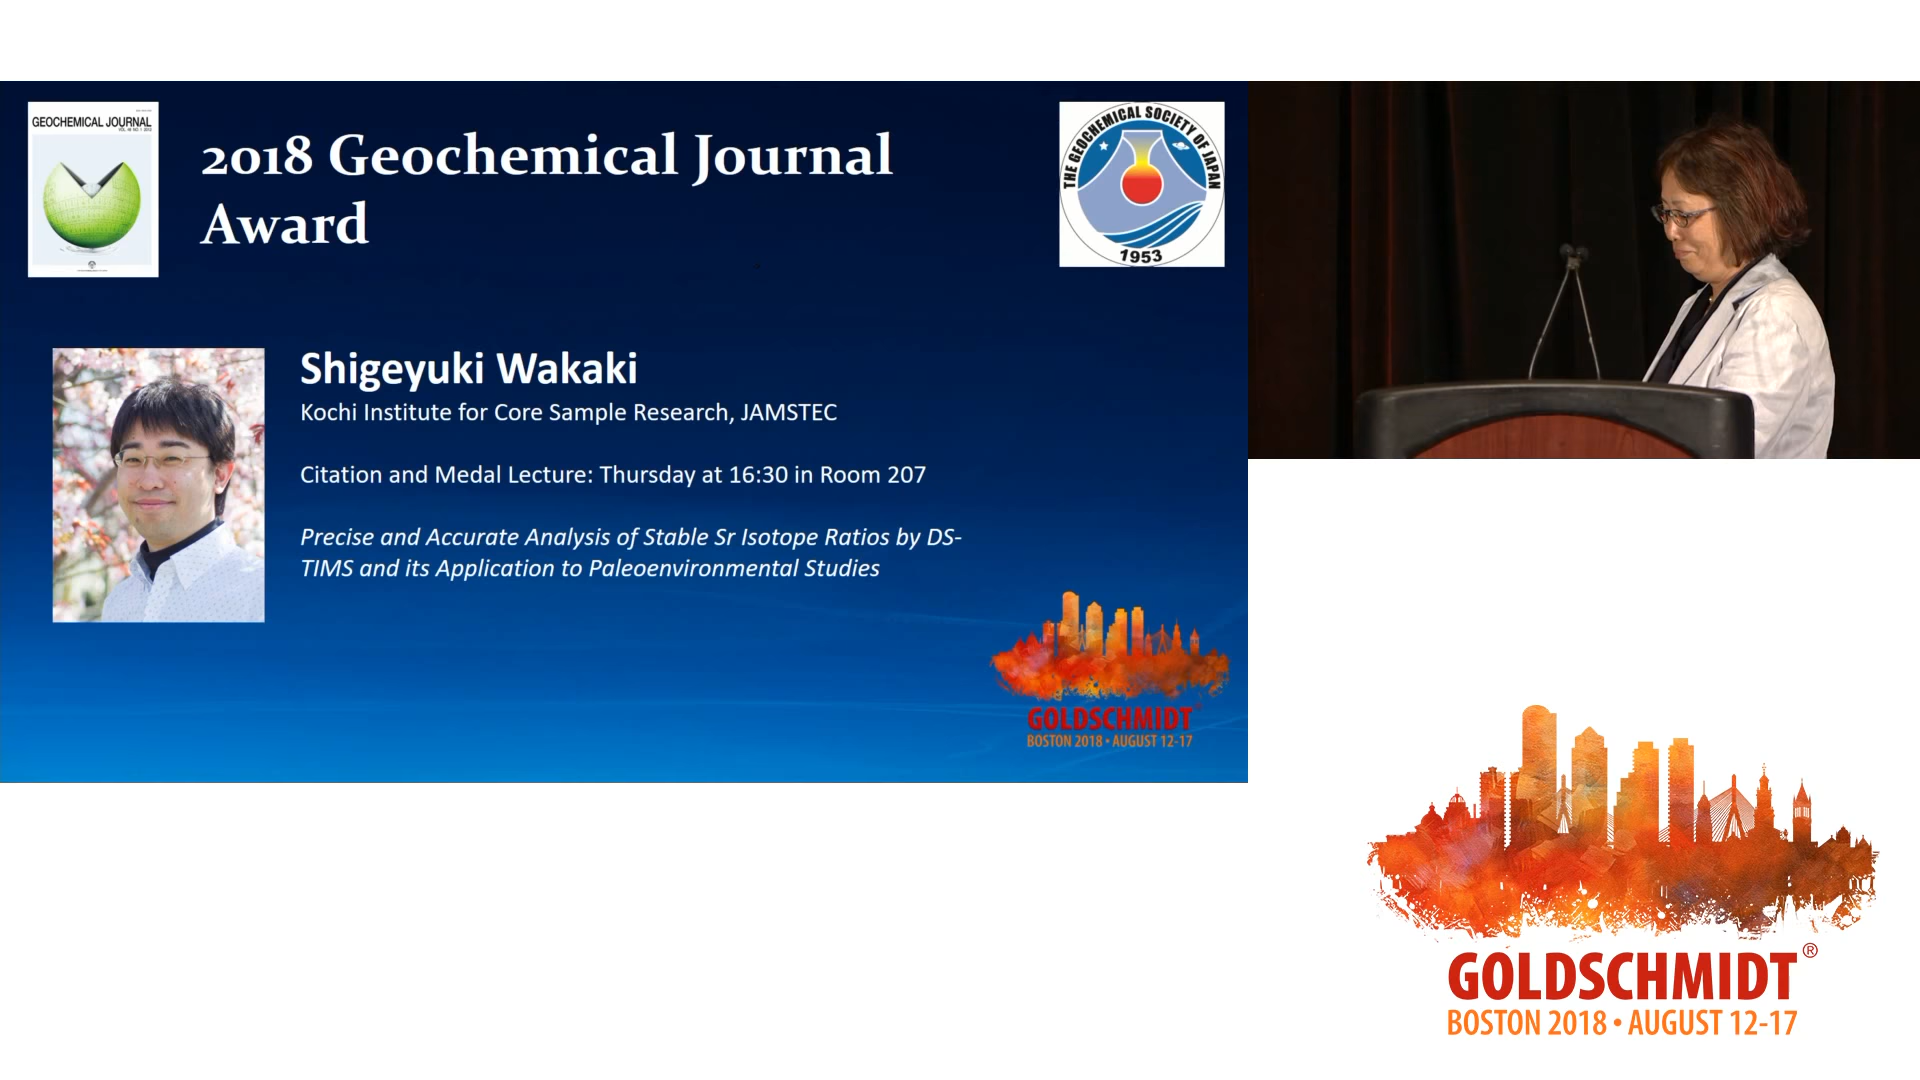 GEOCHEMICAL JOURNAL
2018 Geochemical Journal
Award
THE GEOCHEMICAL SOCIETY OF JAPAN
1953
Shigeyuki Wakaki
Kochi Institute for Core Sample Research, JAMSTEC
Citation and Medal Lecture: Thursday at 16:30 in Room 207
Precise and Accurate Analysis of Stable Sr Isotope Ratios by DS-
TIMS and its Application to Paleoenvironmental Studies
GOLDSCHMIDT
BOSTON 2018 • AUGUST 12-17
GOLDSCHMIDT®
BOSTON 2018 • AUGUST 12-17